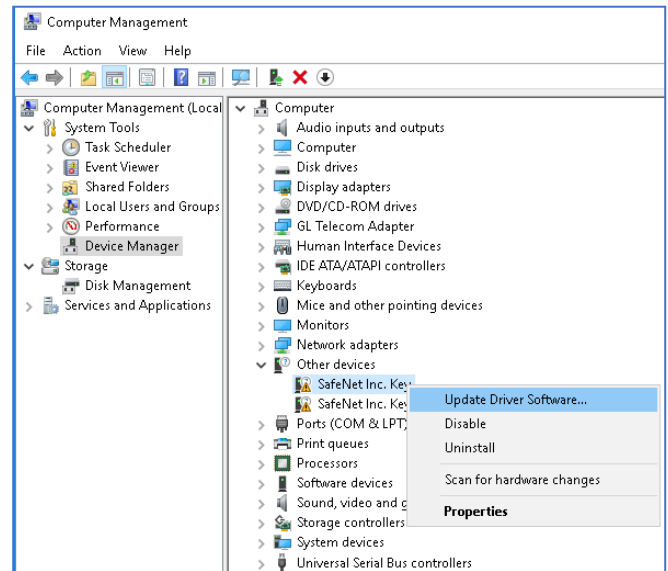 Computer Management
File Action View Help
Computer Management (Local
System Tools
Task Scheduler
Event Viewer
Shared Folders
Local Users and Groups
Performance
Device Manager
Storage
Disk Management
Services and Applications
Computer
Audio inputs and outputs
Computer
Disk drives
Display adapters
DVD/CD-ROM drives
GL Telecom Adapter
Human Interface Devices
IDE ATA/ATAPI controllers
Keyboards
Mice and other pointing devices
Monitors
Network adapters
Other devices
SafeNet Inc. Key
SafeNet Inc. Key
Ports (COM & LPT)
Print queues
Processors
Software devices
Sound, video and g
Storage controllers
System devices
Universal Serial Bus controllers
Update Driver Software...
Disable
Uninstall
Scan for hardware changes
Properties